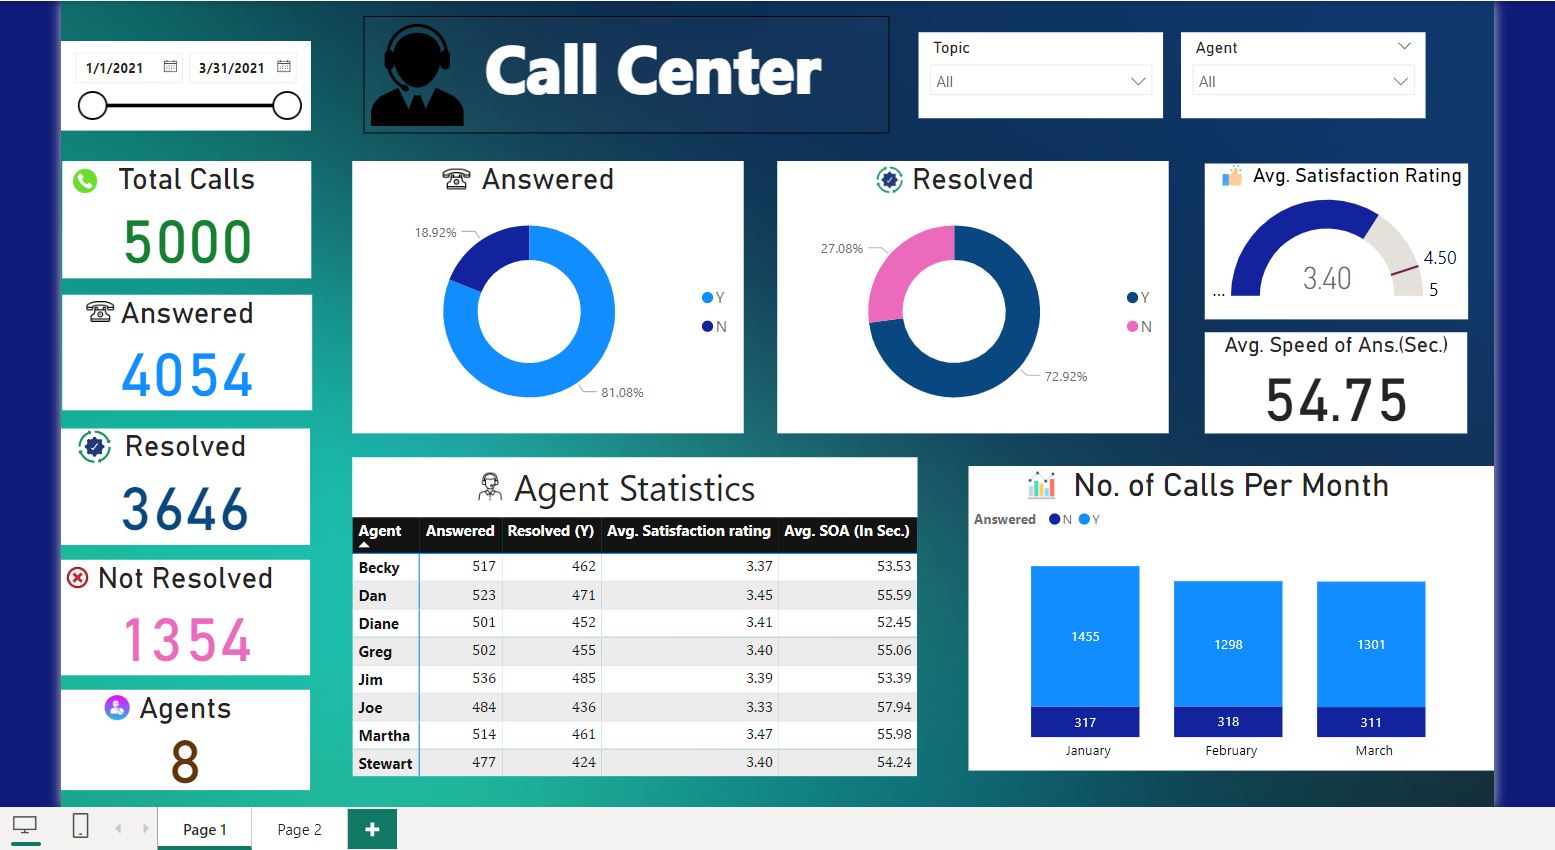 1/1/2021 3/31/2021
Call Center
Topic
All
Agent
All
Total Calls
5000
Answered
4054
Resolved
3646
Not Resolved
1354
Agents
8
Answered
18.92%
81.08%
Y
N
Resolved
27.08%
72.92%
Y
N
Avg. Satisfaction Rating
3.40
4.50
5
...
Avg. Speed of Ans.(Sec.)
54.75
Agent Statistics
Agent Answered Resolved (Y) Avg. Satisfaction rating Avg. SOA (In Sec.)
Becky 517 462 3.37 53.53
Dan 523 471 3.45 55.59
Diane 501 452 3.41 52.45
Greg 502 455 3.40 55.06
Jim 536 485 3.39 53.39
Joe 484 436 3.33 57.94
Martha 514 461 3.47 55.98
Stewart 477 424 3.40 54.24
No. of Calls Per Month
Answered N Y
1455 1298 1301
317 318 311
January February March
Page 1 Page 2 +